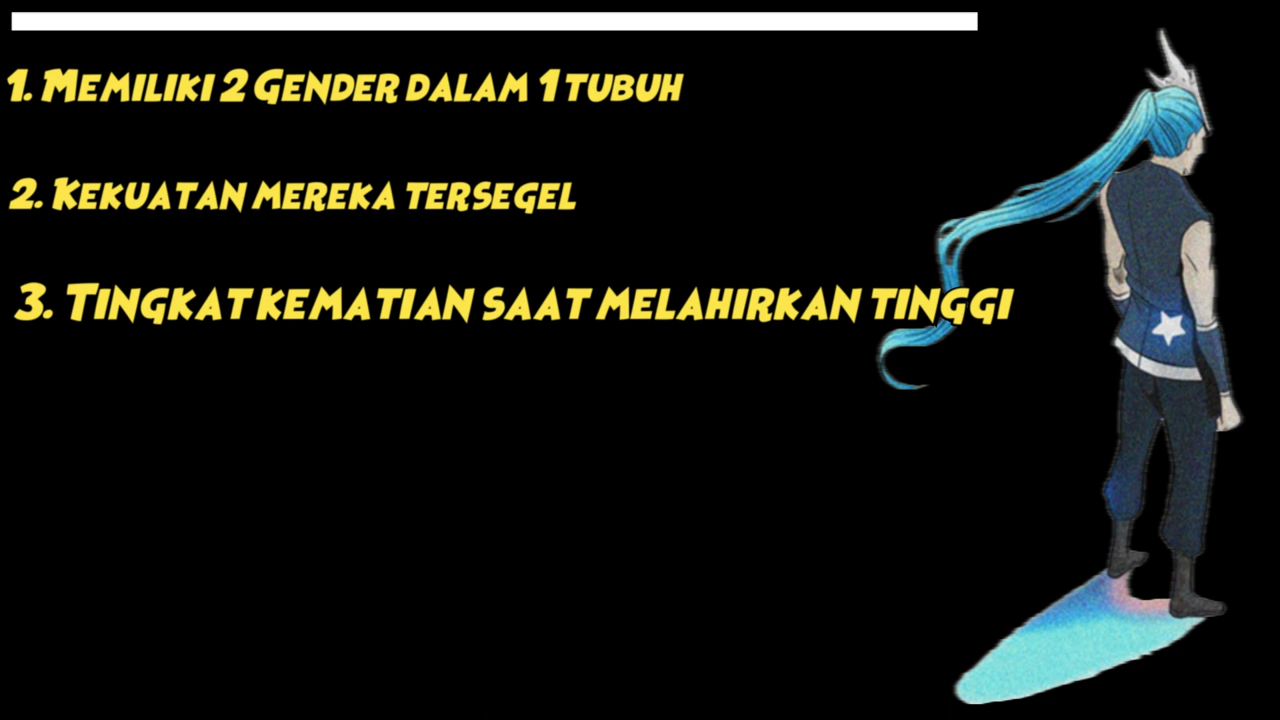 1. Memiliki 2 Gender dalam 1 tubuh
2. Kekuatan mereka tersegel
3. Tingkat kematian saat melahirkan tinggi